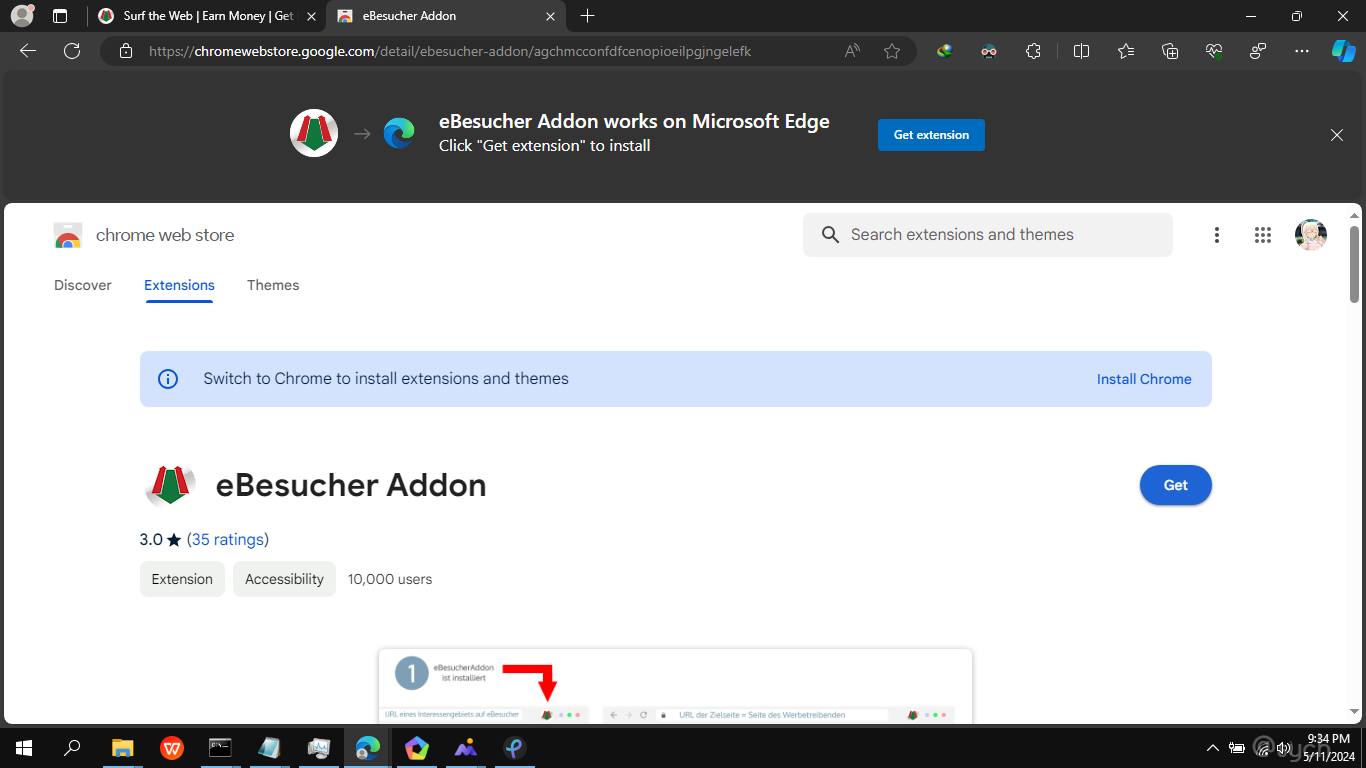 Surf the Web | Earn Money | Get
eBesucher Addon
https://chromewebstore.google.com/detail/ebesucher-addon/agchmcconfdfcenopioeilpgjngelefk
eBesucher Addon works on Microsoft Edge
Click "Get extension" to install
Get extension
chrome web store
Search extensions and themes
Discover
Extensions
Themes
Switch to Chrome to install extensions and themes
Install Chrome
eBesucher Addon
Get
3.0 ★ (35 ratings)
Extension
Accessibility
10,000 users
1
eBesucherAddon
ist installiert
URL eines Interessengebiets auf eBesucher
URL der Zielseite = Seite des Werbetreibenden
9:34 PM
5/11/2024